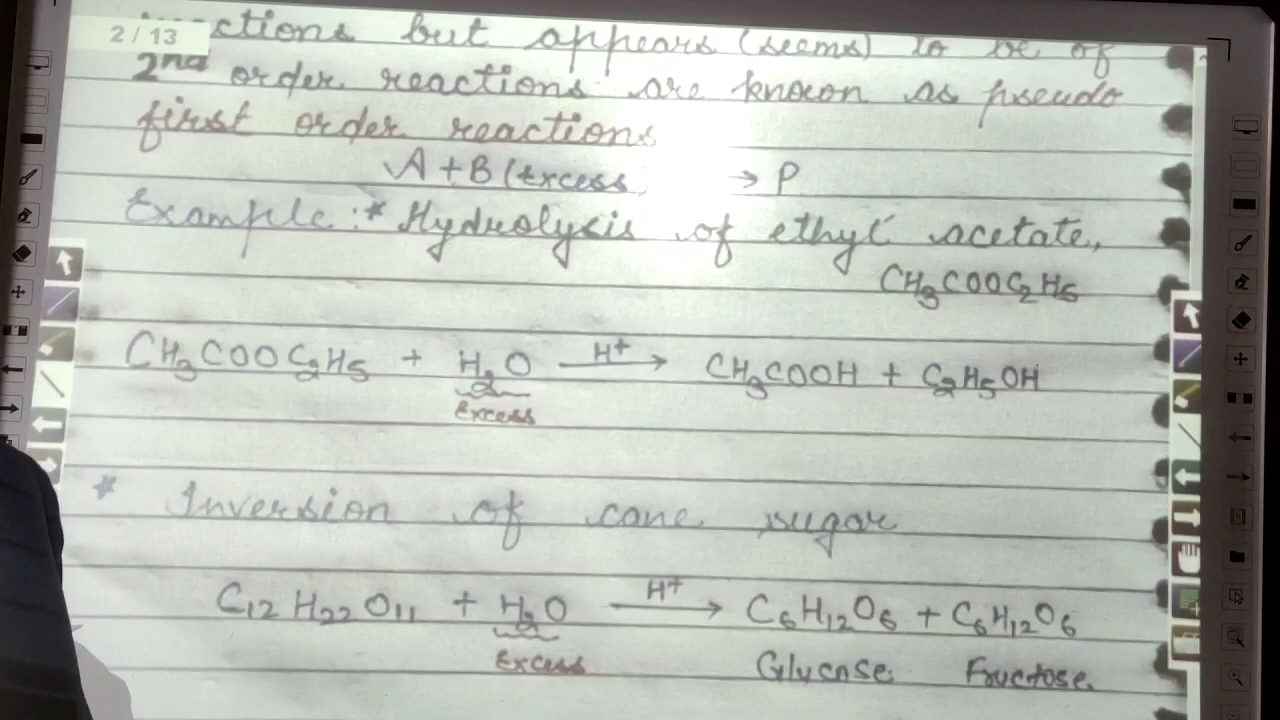 2 / 13
but appears (seems) to be of
2nd order reactions are known as pseudo
first order reactions
A + B (Excess) → P
Example : * Hydrolysis of ethyl acetate,
CH₃COOC₂H₅
CH₃COOC₂H₅ + H₂O —H⁺→ CH₃COOH + C₂H₅OH
Excess
* Inversion of cane sugar
C₁₂H₂₂O₁₁ + H₂O —H⁺→ C₆H₁₂O₆ + C₆H₁₂O₆
Excess Glucose Fructose